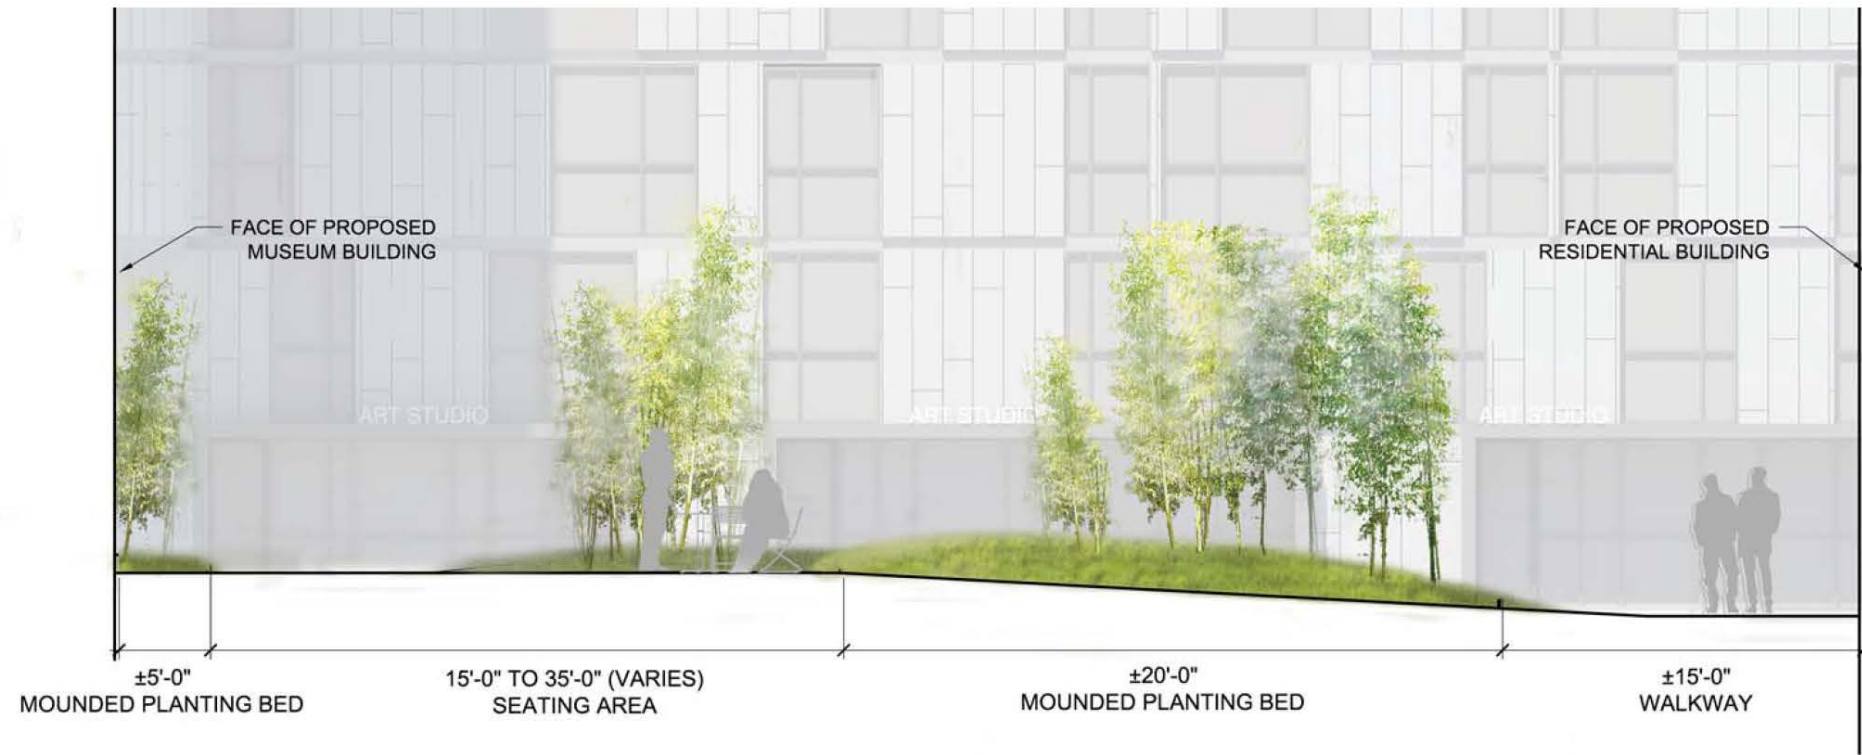 FACE OF PROPOSED
MUSEUM BUILDING
FACE OF PROPOSED
RESIDENTIAL BUILDING
ART STUDIO
ART STUDIO
ART STUDIO
±5'-0"
MOUNDED PLANTING BED
15'-0" TO 35'-0" (VARIES)
SEATING AREA
±20'-0"
MOUNDED PLANTING BED
±15'-0"
WALKWAY